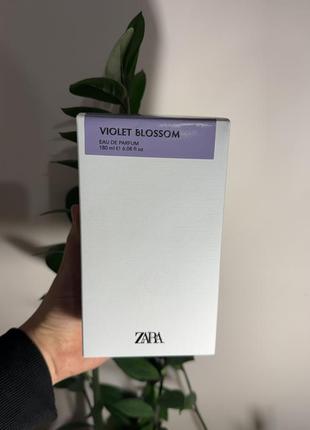 VIOLET BLOSSOM
EAU DE PARFUM
180 ml ℮ 6.08 fl oz
ZARA